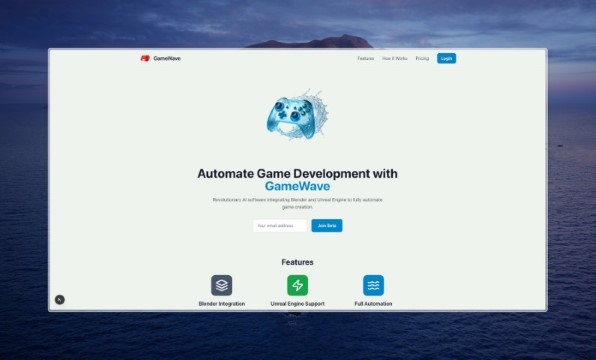 GameWave
Features How it Works Pricing Login
Automate Game Development with
GameWave
Revolutionary AI software integrating Blender and Unreal Engine to fully automate
game creation.
Your email address Join Beta
Features
Blender Integration Unreal Engine Support Full Automation